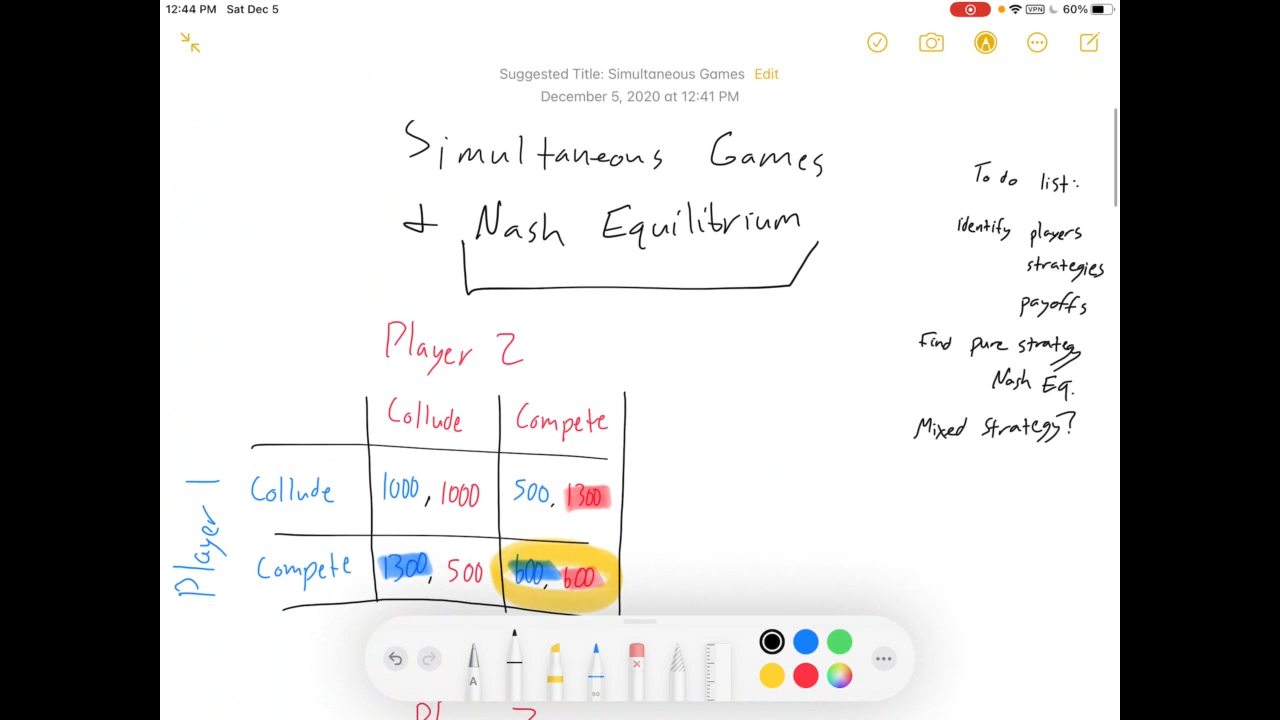 12:44 PM Sat Dec 5
VPN 60%
Suggested Title: Simultaneous Games Edit
December 5, 2020 at 12:41 PM
Simultaneous Games
& Nash Equilibrium
To do list:
identify players
strategies
payoffs
Find pure strategy
Nash Eq.
Mixed Strategy?
Player 2
Collude Compete
Player 1
Collude 1000, 1000 500, 1300
Compete 1300, 500 600, 600
A
50